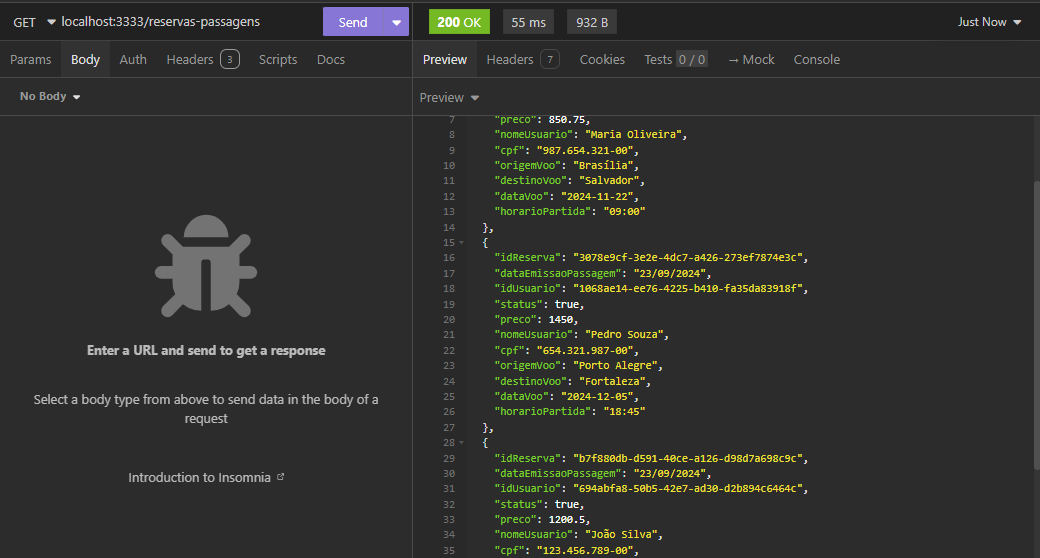 GET localhost:3333/reservas-passagens Send 200 OK 55 ms 932 B Just Now
Params Body Auth Headers 3 Scripts Docs
No Body
Enter a URL and send to get a response
Select a body type from above to send data in the body of a
request
Introduction to Insomnia
Preview Headers 7 Cookies Tests 0 / 0 → Mock Console
Preview
7 "preco": 850.75,
8 "nomeUsuario": "Maria Oliveira",
9 "cpf": "987.654.321-00",
10 "origemVoo": "Brasília",
11 "destinoVoo": "Salvador",
12 "dataVoo": "2024-11-22",
13 "horarioPartida": "09:00"
14 },
15 {
16 "idReserva": "3078e9cf-3e2e-4dc7-a426-273ef7874e3c",
17 "dataEmissaoPassagem": "23/09/2024",
18 "idUsuario": "1068ae14-ee76-4225-b410-fa35da83918f",
19 "status": true,
20 "preco": 1450,
21 "nomeUsuario": "Pedro Souza",
22 "cpf": "654.321.987-00",
23 "origemVoo": "Porto Alegre",
24 "destinoVoo": "Fortaleza",
25 "dataVoo": "2024-12-05",
26 "horarioPartida": "18:45"
27 },
28 {
29 "idReserva": "b7f880db-d591-40ce-a126-d98d7a698c9c",
30 "dataEmissaoPassagem": "23/09/2024",
31 "idUsuario": "694abfa8-50b5-42e7-ad30-d2b894c6464c",
32 "status": true,
33 "preco": 1200.5,
34 "nomeUsuario": "João Silva",
35 "cpf": "123.456.789-00",